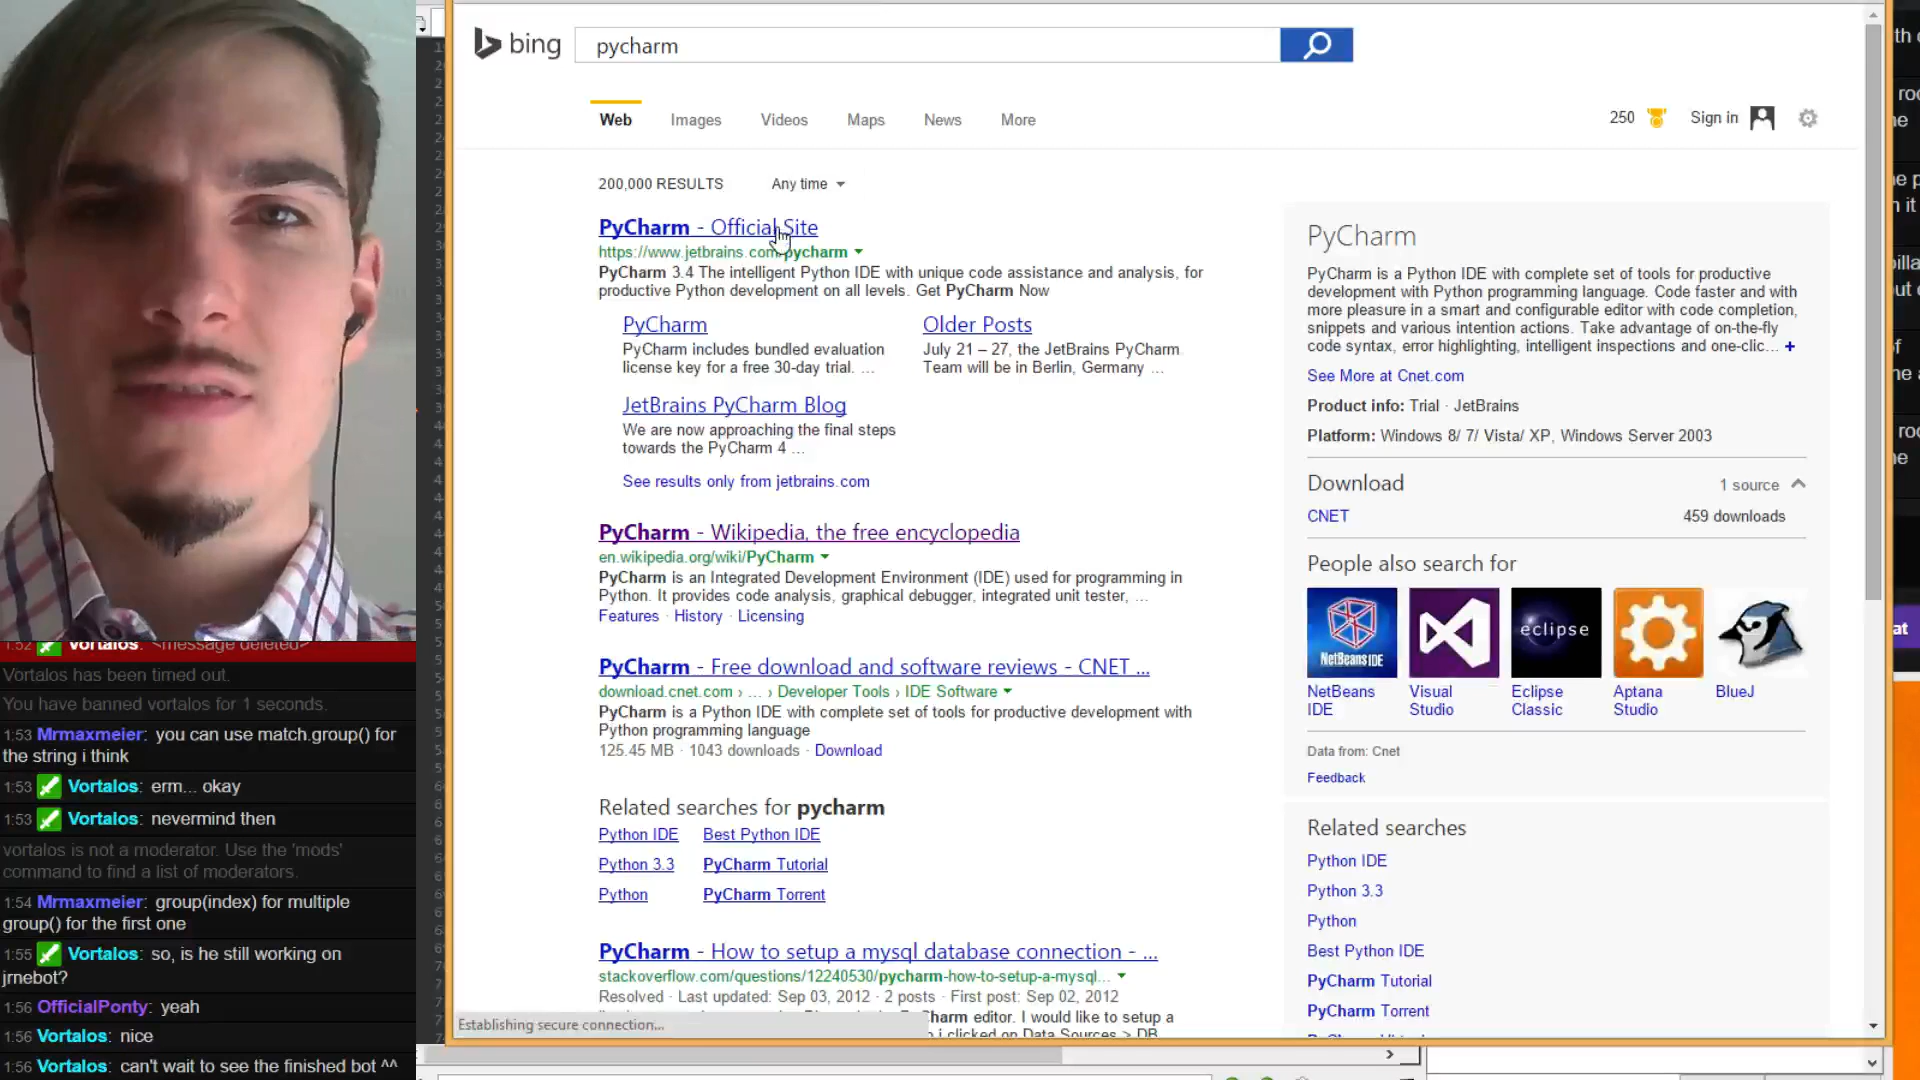 bing
pycharm
Web
Images
Videos
Maps
News
More
250
Sign in
200,000 RESULTS
Any time
PyCharm - Official Site
https://www.jetbrains.com/pycharm
PyCharm 3.4 The intelligent Python IDE with unique code assistance and analysis, for
productive Python development on all levels. Get PyCharm Now
PyCharm
PyCharm includes bundled evaluation
license key for a free 30-day trial. ...
Older Posts
July 21 – 27, the JetBrains PyCharm
Team will be in Berlin, Germany ...
JetBrains PyCharm Blog
We are now approaching the final steps
towards the PyCharm 4 ...
See results only from jetbrains.com
PyCharm - Wikipedia, the free encyclopedia
en.wikipedia.org/wiki/PyCharm
PyCharm is an Integrated Development Environment (IDE) used for programming in
Python. It provides code analysis, graphical debugger, integrated unit tester, ...
Features · History · Licensing
PyCharm - Free download and software reviews - CNET ...
download.cnet.com › ... › Developer Tools › IDE Software
PyCharm is a Python IDE with complete set of tools for productive development with
Python programming language
125.45 MB · 1043 downloads · Download
Related searches for pycharm
Python IDE
Best Python IDE
Python 3.3
PyCharm Tutorial
Python
PyCharm Torrent
PyCharm - How to setup a mysql database connection - ...
stackoverflow.com/questions/12240530/pycharm-how-to-setup-a-mysql...
Resolved · Last updated: Sep 03, 2012 · 2 posts · First post: Sep 02, 2012
editor. I would like to setup a
i clicked on Data Sources > DB
Establishing secure connection...
PyCharm
PyCharm is a Python IDE with complete set of tools for productive
development with Python programming language. Code faster and with
more pleasure in a smart and configurable editor with code completion,
snippets and various intention actions. Take advantage of on-the-fly
code syntax, error highlighting, intelligent inspections and one-clic... +
See More at Cnet.com
Product info: Trial · JetBrains
Platform: Windows 8/ 7/ Vista/ XP, Windows Server 2003
Download
1 source
CNET
459 downloads
People also search for
NetBeans IDE
eclipse
NetBeans
IDE
Visual
Studio
Eclipse
Classic
Aptana
Studio
BlueJ
Data from: Cnet
Feedback
Related searches
Python IDE
Python 3.3
Python
Best Python IDE
PyCharm Tutorial
PyCharm Torrent
1:52 Vortalos: <message deleted>
Vortalos has been timed out.
You have banned vortalos for 1 seconds.
1:53 Mrmaxmeier: you can use match.group() for
the string i think
1:53 Vortalos: erm... okay
1:53 Vortalos: nevermind then
vortalos is not a moderator. Use the 'mods'
command to find a list of moderators.
1:54 Mrmaxmeier: group(index) for multiple
group() for the first one
1:55 Vortalos: so, is he still working on
jrnebot?
1:56 OfficialPonty: yeah
1:56 Vortalos: nice
1:56 Vortalos: can't wait to see the finished bot ^^